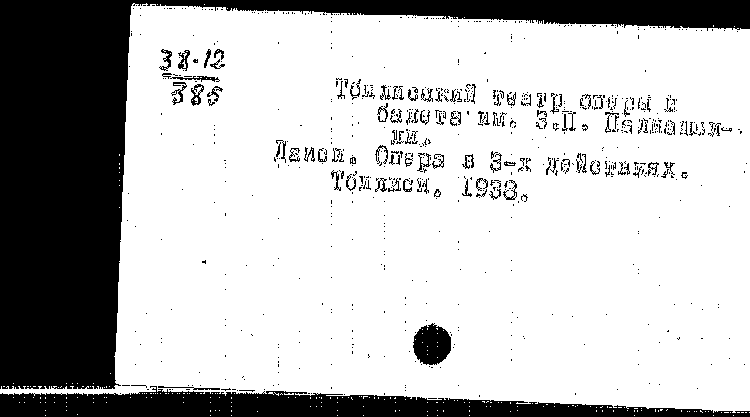 38-12
385
Тбилисский театр оперы и
балета им. З.П. Палиашви-
ли.
Даиси. Опера в 3-х действиях.
Тбилиси. 1938.